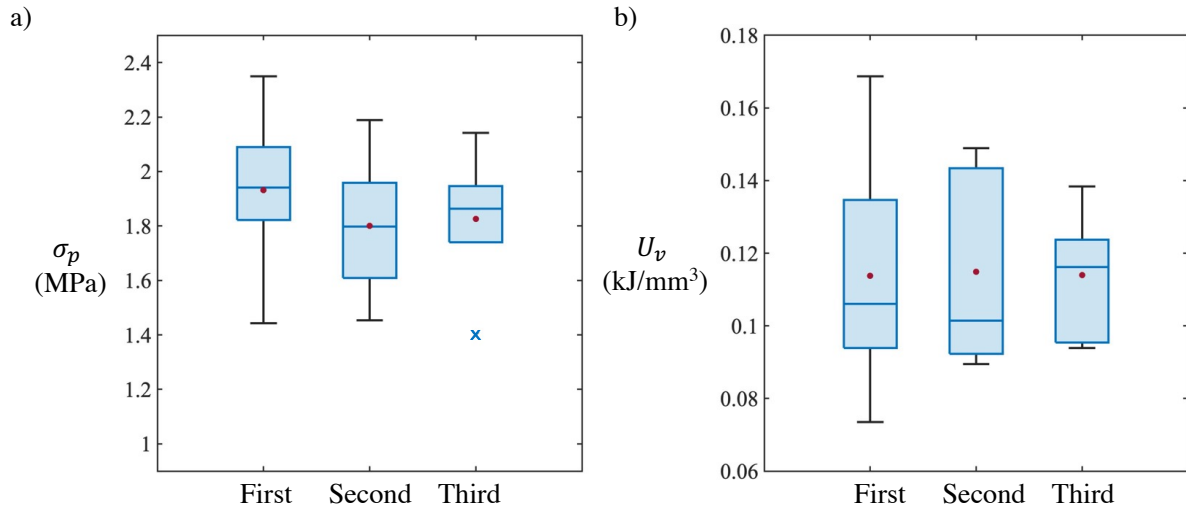 a)
2.4
2.2
2
1.8
1.6
1.4
1.2
1
σp
(MPa)
x
First Second Third
b)
0.18
0.16
0.14
0.12
0.1
0.08
0.06
Uv
(kJ/mm³)
First Second Third